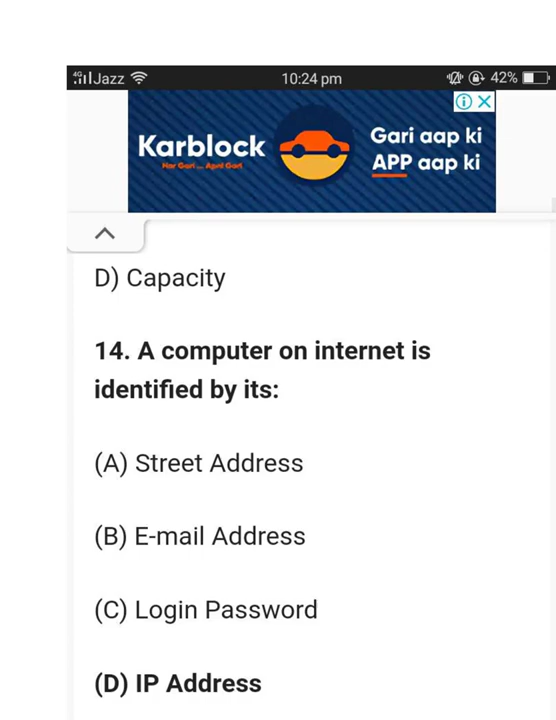 4G Jazz 10:24 pm 42%
Karblock
Har Gari ... Apni Gari
Gari aap ki
APP aap ki
D) Capacity
14. A computer on internet is
identified by its:
(A) Street Address
(B) E-mail Address
(C) Login Password
(D) IP Address